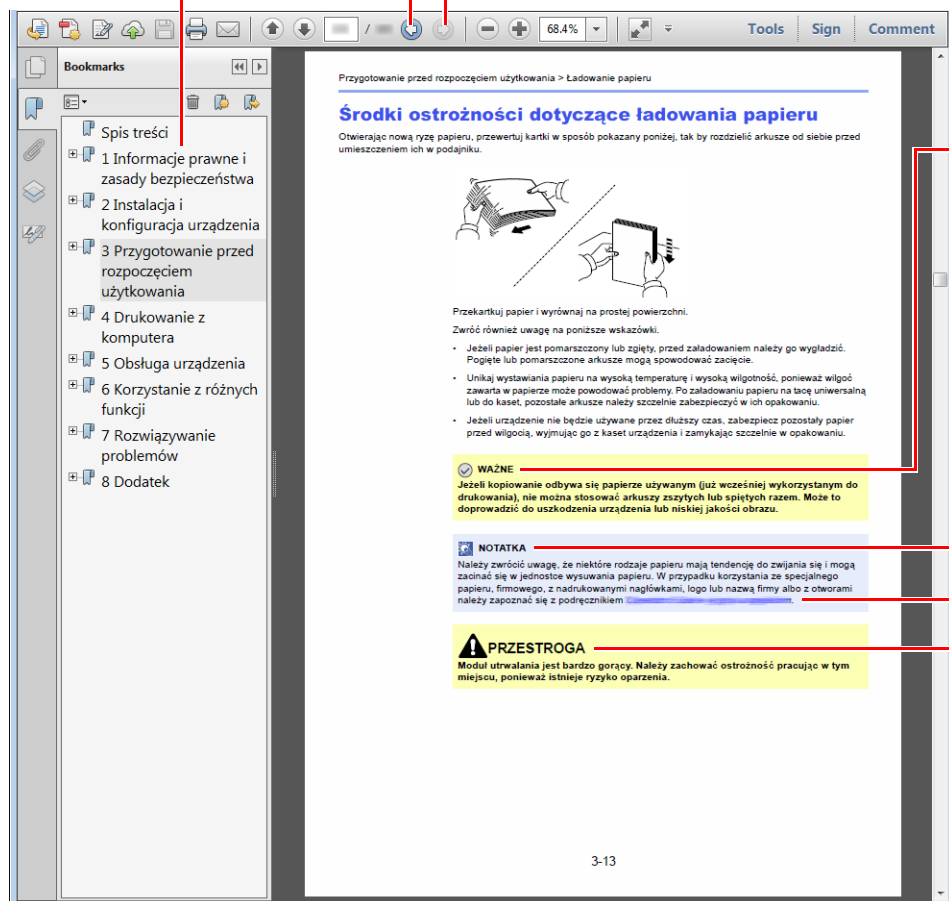 /
68.4%
Tools
Sign
Comment
Bookmarks
Spis treści
1 Informacje prawne i
zasady bezpieczeństwa
2 Instalacja i
konfiguracja urządzenia
3 Przygotowanie przed
rozpoczęciem
użytkowania
4 Drukowanie z
komputera
5 Obsługa urządzenia
6 Korzystanie z różnych
funkcji
7 Rozwiązywanie
problemów
8 Dodatek
Przygotowanie przed rozpoczęciem użytkowania > Ładowanie papieru
Środki ostrożności dotyczące ładowania papieru
Otwierając nową ryzę papieru, przewertuj kartki w sposób pokazany poniżej, tak by rozdzielić arkusze od siebie przed
umieszczeniem ich w podajniku.
Przekartkuj papier i wyrównaj na prostej powierzchni.
Zwróć również uwagę na poniższe wskazówki.
• Jeżeli papier jest pomarszczony lub zgięty, przed załadowaniem należy go wygładzić.
Pogięte lub pomarszczone arkusze mogą spowodować zacięcie.
• Unikaj wystawiania papieru na wysoką temperaturę i wysoką wilgotność, ponieważ wilgoć
zawarta w papierze może powodować problemy. Po załadowaniu papieru na tacę uniwersalną
lub do kaset, pozostałe arkusze należy szczelnie zabezpieczyć w ich opakowaniu.
• Jeżeli urządzenie nie będzie używane przez dłuższy czas, zabezpiecz pozostały papier
przed wilgocią, wyjmując go z kaset urządzenia i zamykając szczelnie w opakowaniu.
WAŻNE
Jeżeli kopiowanie odbywa się papierze używanym (już wcześniej wykorzystanym do
drukowania), nie można stosować arkuszy zszytych lub spiętych razem. Może to
doprowadzić do uszkodzenia urządzenia lub niskiej jakości obrazu.
NOTATKA
Należy zwrócić uwagę, że niektóre rodzaje papieru mają tendencję do zwijania się i mogą
zacinać się w jednostce wysuwania papieru. W przypadku korzystania ze specjalnego
papieru, firmowego, z nadrukowanymi nagłówkami, logo lub nazwą firmy albo z otworami
należy zapoznać się z podręcznikiem .
PRZESTROGA
Moduł utrwalania jest bardzo gorący. Należy zachować ostrożność pracując w tym
miejscu, ponieważ istnieje ryzyko oparzenia.
3-13